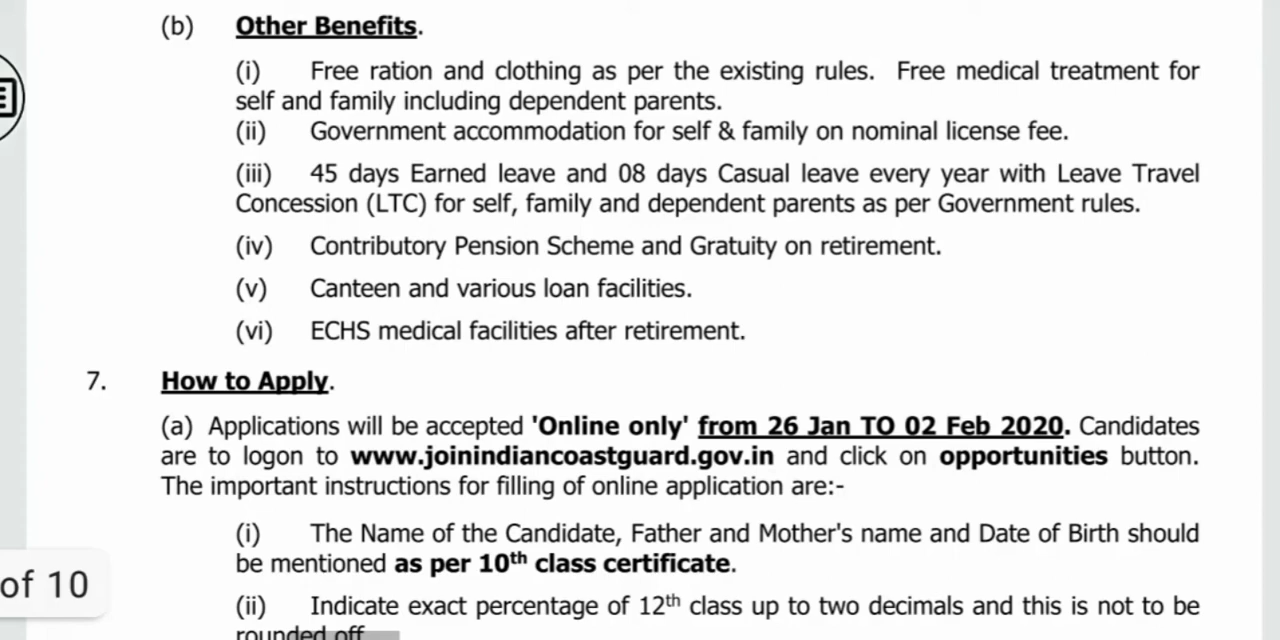 (b) Other Benefits.
(i) Free ration and clothing as per the existing rules. Free medical treatment for
self and family including dependent parents.
(ii) Government accommodation for self & family on nominal license fee.
(iii) 45 days Earned leave and 08 days Casual leave every year with Leave Travel
Concession (LTC) for self, family and dependent parents as per Government rules.
(iv) Contributory Pension Scheme and Gratuity on retirement.
(v) Canteen and various loan facilities.
(vi) ECHS medical facilities after retirement.
7. How to Apply.
(a) Applications will be accepted 'Online only' from 26 Jan TO 02 Feb 2020. Candidates
are to logon to www.joinindiancoastguard.gov.in and click on opportunities button.
The important instructions for filling of online application are:-
(i) The Name of the Candidate, Father and Mother's name and Date of Birth should
be mentioned as per 10th class certificate.
of 10
(ii) Indicate exact percentage of 12th class up to two decimals and this is not to be
rounded off